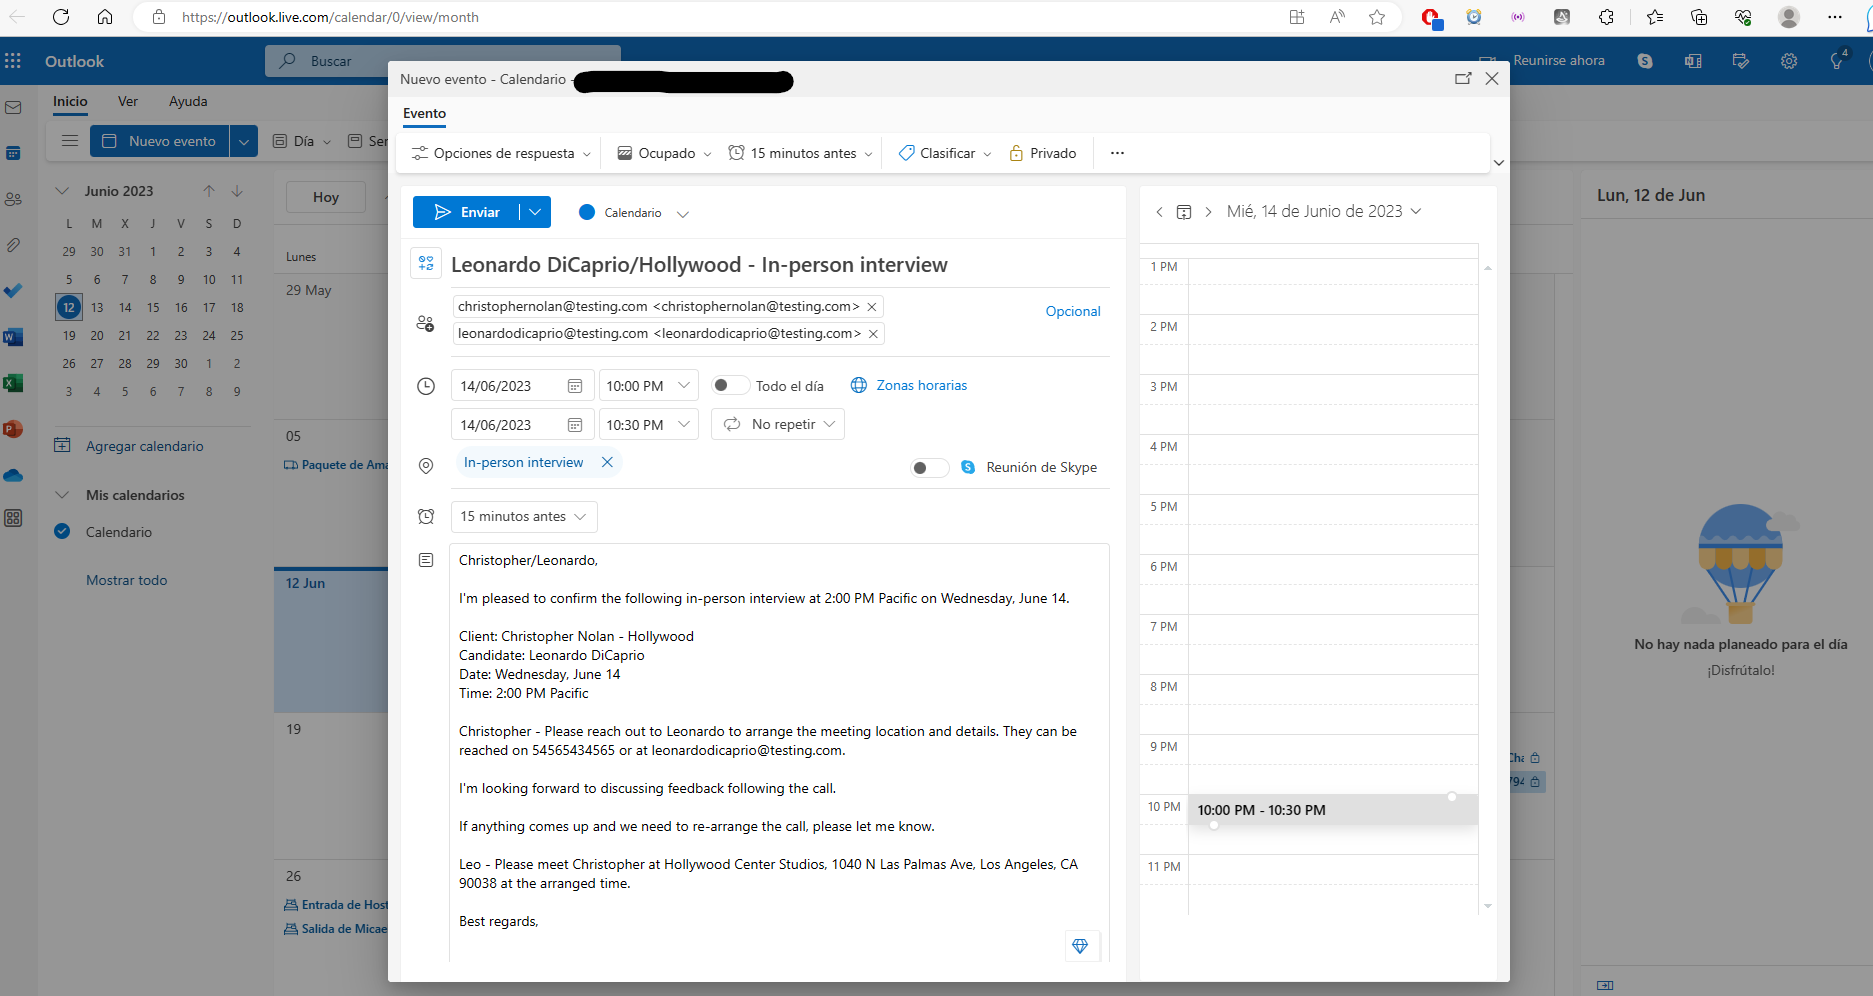 https://outlook.live.com/calendar/0/view/month
Outlook
Buscar
Reunirse ahora
4
Inicio
Ver
Ayuda
Nuevo evento
Día
Ser
Junio 2023
L M X J V S D
29 30 31 1 2 3 4
5 6 7 8 9 10 11
12 13 14 15 16 17 18
19 20 21 22 23 24 25
26 27 28 29 30 1 2
3 4 5 6 7 8 9
Agregar calendario
Mis calendarios
Calendario
Mostrar todo
Hoy
Lunes
29 May
05
Paquete de Ama
12 Jun
19
26
Entrada de Host
Salida de Micae
Nuevo evento - Calendario -
Evento
Opciones de respuesta
Ocupado
15 minutos antes
Clasificar
Privado
Enviar
Calendario
Leonardo DiCaprio/Hollywood - In-person interview
christophernolan@testing.com <christophernolan@testing.com>
leonardodicaprio@testing.com <leonardodicaprio@testing.com>
Opcional
14/06/2023 10:00 PM Todo el día Zonas horarias
14/06/2023 10:30 PM No repetir
In-person interview
Reunión de Skype
15 minutos antes
Christopher/Leonardo,
I'm pleased to confirm the following in-person interview at 2:00 PM Pacific on Wednesday, June 14.
Client: Christopher Nolan - Hollywood
Candidate: Leonardo DiCaprio
Date: Wednesday, June 14
Time: 2:00 PM Pacific
Christopher - Please reach out to Leonardo to arrange the meeting location and details. They can be
reached on 54565434565 or at leonardodicaprio@testing.com.
I'm looking forward to discussing feedback following the call.
If anything comes up and we need to re-arrange the call, please let me know.
Leo - Please meet Christopher at Hollywood Center Studios, 1040 N Las Palmas Ave, Los Angeles, CA
90038 at the arranged time.
Best regards,
Mié, 14 de Junio de 2023
1 PM
2 PM
3 PM
4 PM
5 PM
6 PM
7 PM
8 PM
9 PM
10 PM
10:00 PM - 10:30 PM
11 PM
Lun, 12 de Jun
No hay nada planeado para el día
¡Disfrútalo!